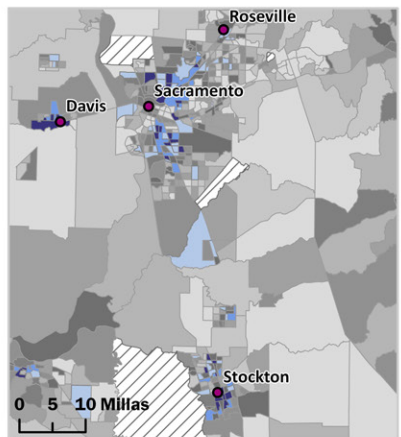 Roseville
Sacramento
Davis
Stockton
0 5 10 Millas